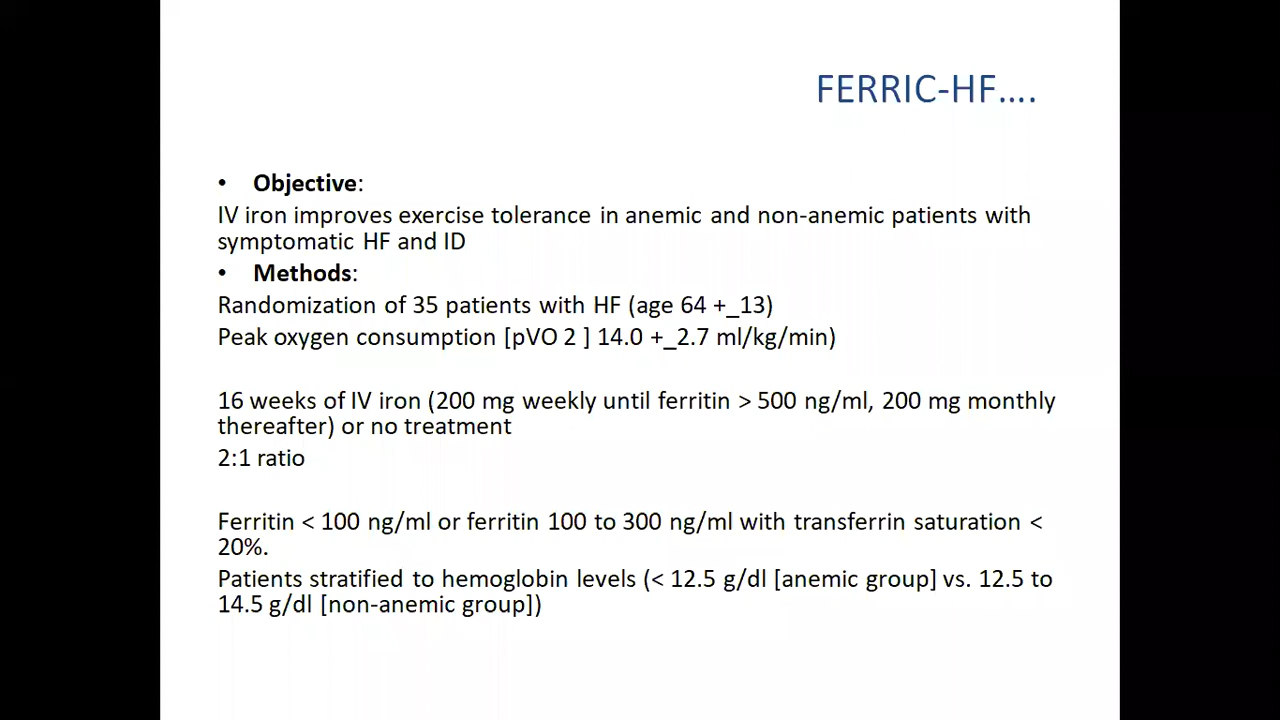 FERRIC-HF....
• Objective:
IV iron improves exercise tolerance in anemic and non-anemic patients with
symptomatic HF and ID
• Methods:
Randomization of 35 patients with HF (age 64 +_13)
Peak oxygen consumption [pVO 2 ] 14.0 +_2.7 ml/kg/min)
16 weeks of IV iron (200 mg weekly until ferritin > 500 ng/ml, 200 mg monthly
thereafter) or no treatment
2:1 ratio
Ferritin < 100 ng/ml or ferritin 100 to 300 ng/ml with transferrin saturation <
20%.
Patients stratified to hemoglobin levels (< 12.5 g/dl [anemic group] vs. 12.5 to
14.5 g/dl [non-anemic group])